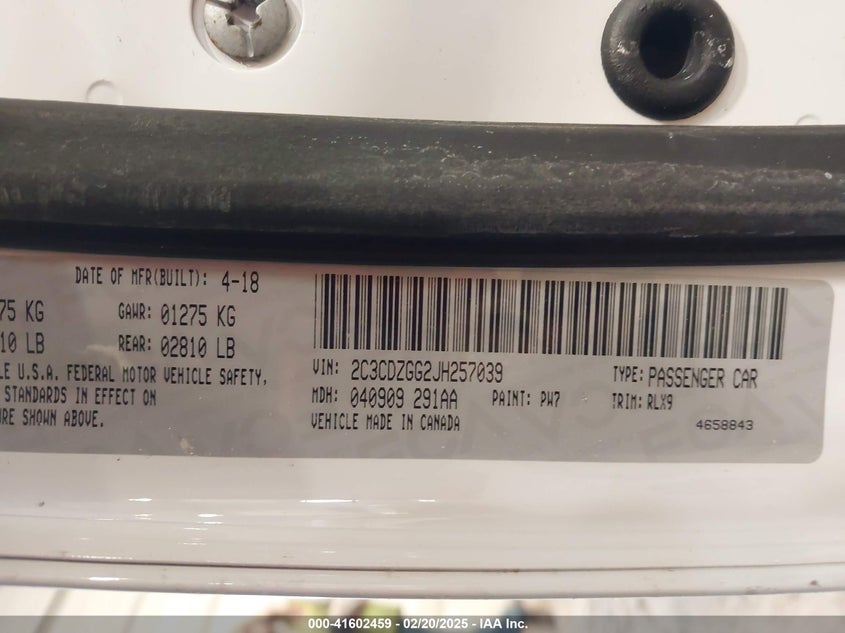 DATE OF MFR(BUILT): 4-18
75 KG GAWR: 01275 KG
10 LB REAR: 02810 LB
LE U.S.A. FEDERAL MOTOR VEHICLE SAFETY,
STANDARDS IN EFFECT ON
URE SHOWN ABOVE.
VIN: 2C3CDZGG2JH257039 TYPE: PASSENGER CAR
MDH: 040909 291AA PAINT: PW7 TRIM: RLX9
VEHICLE MADE IN CANADA 4658843
000-41602459 - 02/20/2025 - IAA Inc.